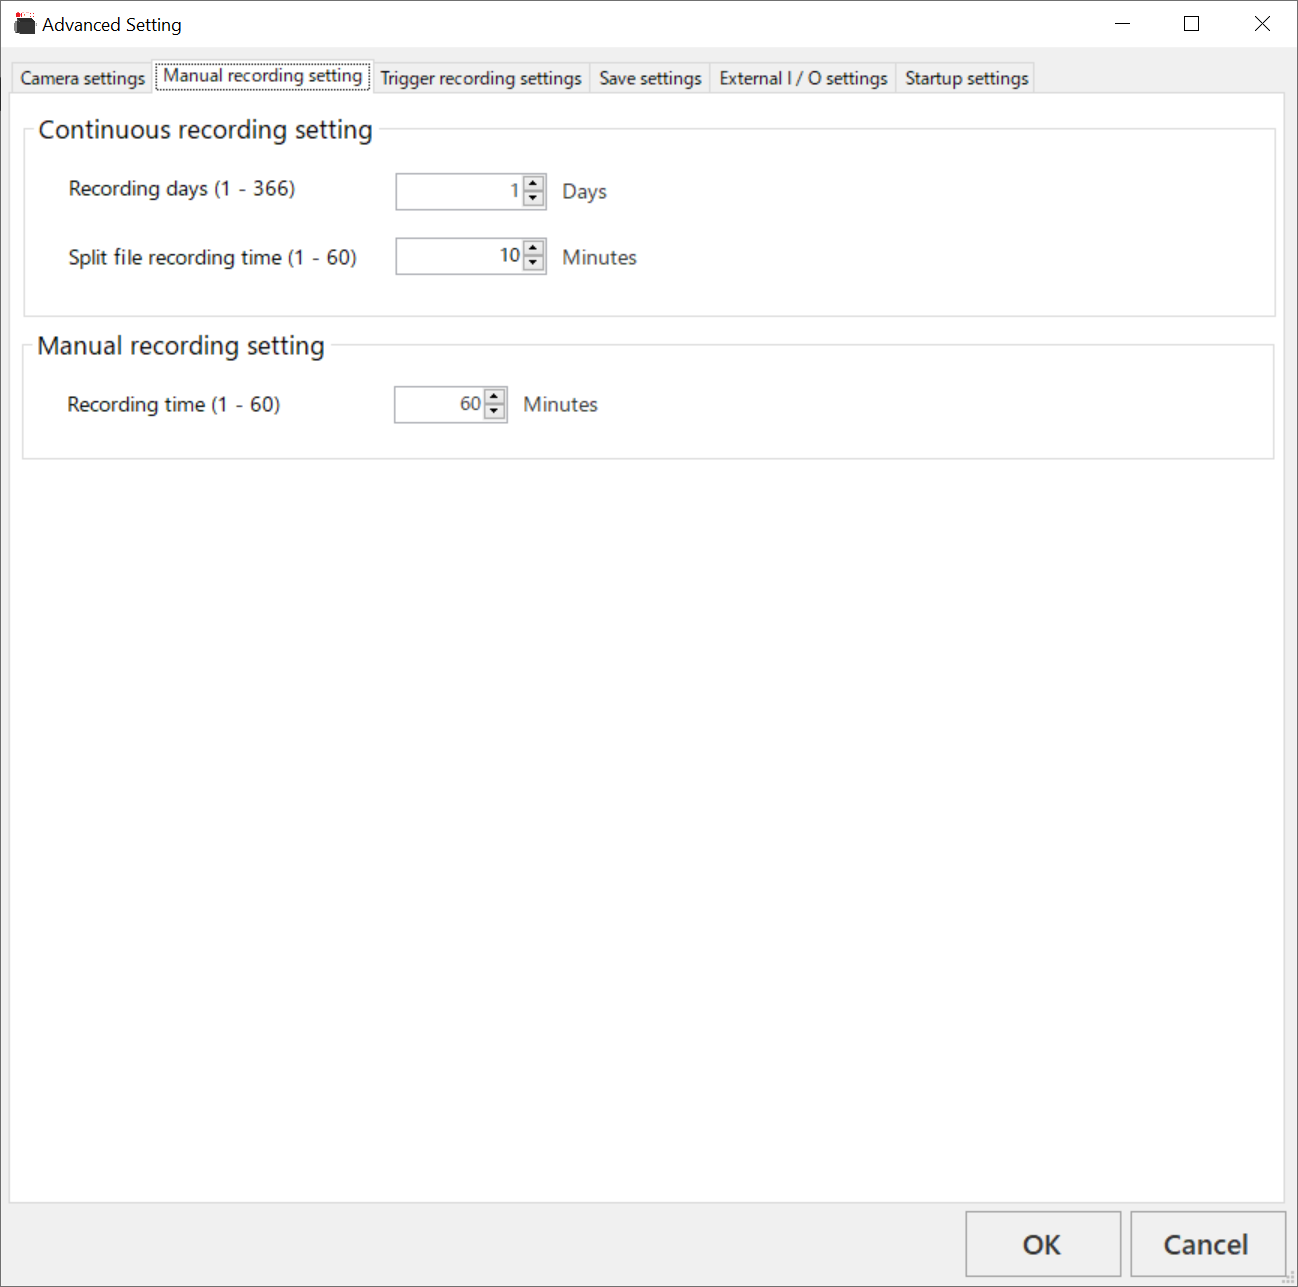 Advanced Setting
Camera settings Manual recording setting Trigger recording settings Save settings External I / O settings Startup settings
Continuous recording setting
Recording days (1 - 366) 1 Days
Split file recording time (1 - 60) 10 Minutes
Manual recording setting
Recording time (1 - 60) 60 Minutes
OK Cancel